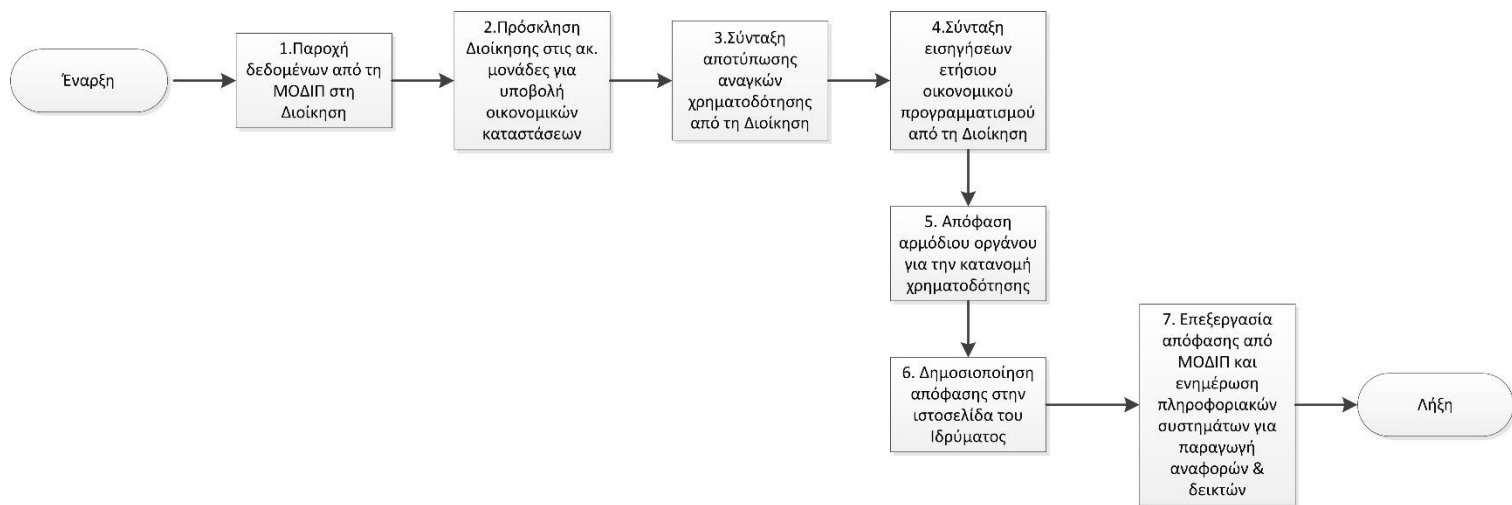 Έναρξη
1.Παροχή
δεδομένων από τη
ΜΟΔΙΠ στη
Διοίκηση
2.Πρόσκληση
Διοίκησης στις ακ.
μονάδες για
υποβολή
οικονομικών
καταστάσεων
3.Σύνταξη
αποτύπωσης
αναγκών
χρηματοδότησης
από τη Διοίκηση
4.Σύνταξη
εισηγήσεων
ετήσιου
οικονομικού
προγραμματισμού
από τη Διοίκηση
5. Απόφαση
αρμόδιου οργάνου
για την κατανομή
χρηματοδότησης
6. Δημοσιοποίηση
απόφασης στην
ιστοσελίδα του
Ιδρύματος
7. Επεξεργασία
απόφασης από
ΜΟΔΙΠ και
ενημέρωση
πληροφοριακών
συστημάτων για
παραγωγή
αναφορών &
δεικτών
Λήξη